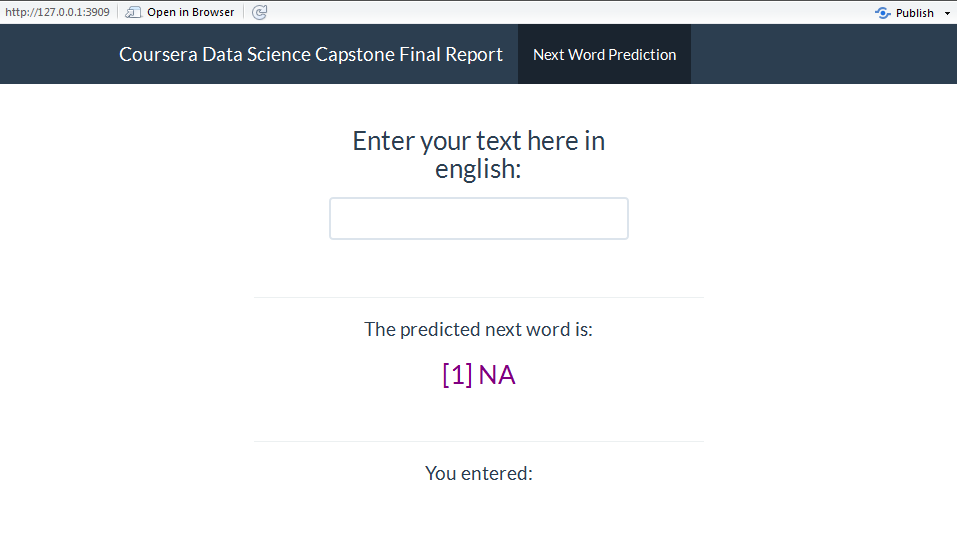 http://127.0.0.1:3909 Open in Browser Publish
Coursera Data Science Capstone Final Report Next Word Prediction
Enter your text here in
english:
The predicted next word is:
[1] NA
You entered: